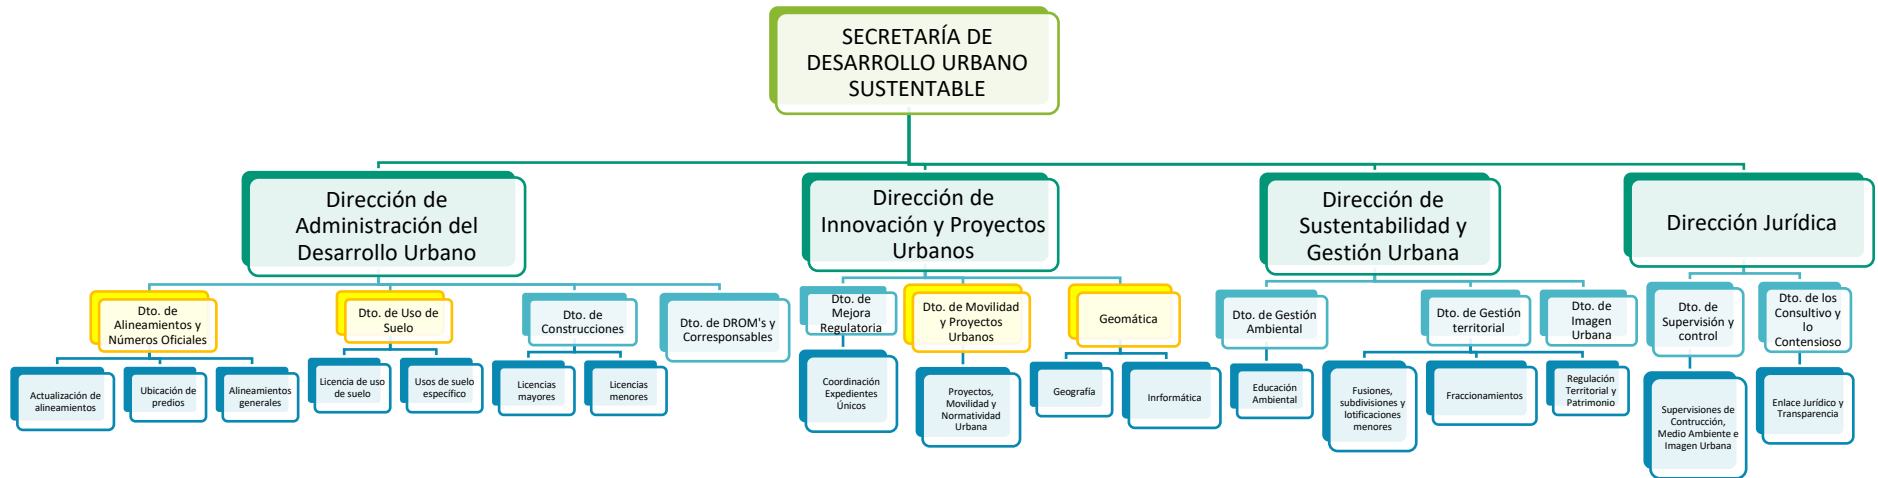 SECRETARÍA DE
DESARROLLO URBANO
SUSTENTABLE
Dirección de
Administración del
Desarrollo Urbano
Dirección de
Innovación y Proyectos
Urbanos
Dirección de
Sustentabilidad y
Gestión Urbana
Dirección Jurídica
Dto. de
Alineamientos y
Números Oficiales
Dto. de Uso de
Suelo
Dto. de
Construcciones
Dto. de DROM's y
Corresponsables
Dto. de
Mejora
Regulatoria
Dto. de Movilidad
y Proyectos
Urbanos
Geomática
Dto. de Gestión
Ambiental
Dto. de Gestión
territorial
Dto. de
Imagen
Urbana
Dto. de
Supervisión y
control
Dto. de los
Consultivo y
lo
Contensioso
Actualización de
alineamientos
Ubicación de
predios
Alineamientos
generales
Licencia de uso
de suelo
Usos de suelo
específico
Licencias
mayores
Licencias
menores
Coordinación
Expedientes
Únicos
Proyectos,
Movilidad y
Normatividad
Urbana
Geografía
Inrformática
Educación
Ambiental
Fusiones,
subdivisiones y
lotificaciones
menores
Fraccionamientos
Regulación
Territorial y
Patrimonio
Supervisiones de
Contrucción,
Medio Ambiente e
Imagen Urbana
Enlace Jurídico y
Transparencia